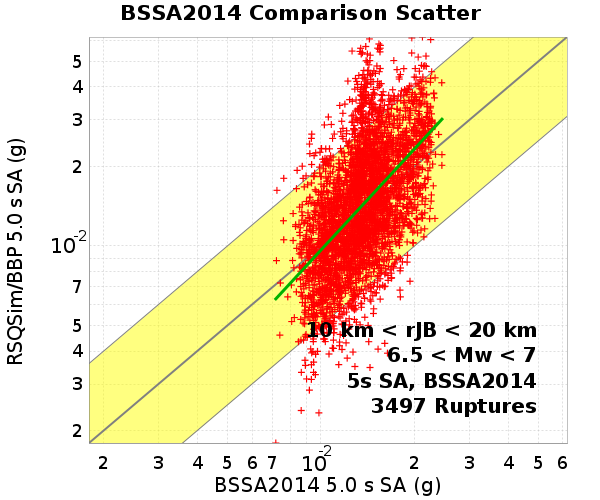 BSSA2014 Comparison Scatter
RSQSim/BBP 5.0 s SA (g)
5
4
3
2
10-2
7
5
4
3
2
10 km < rJB < 20 km
6.5 < Mw < 7
5s SA, BSSA2014
3497 Ruptures
2 3 4 5 6 7 10-2 2 3 4 5 6
BSSA2014 5.0 s SA (g)